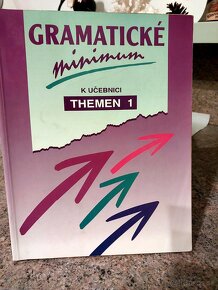 GRAMATICKÉ
minimum
K UČEBNICI
THEMEN 1